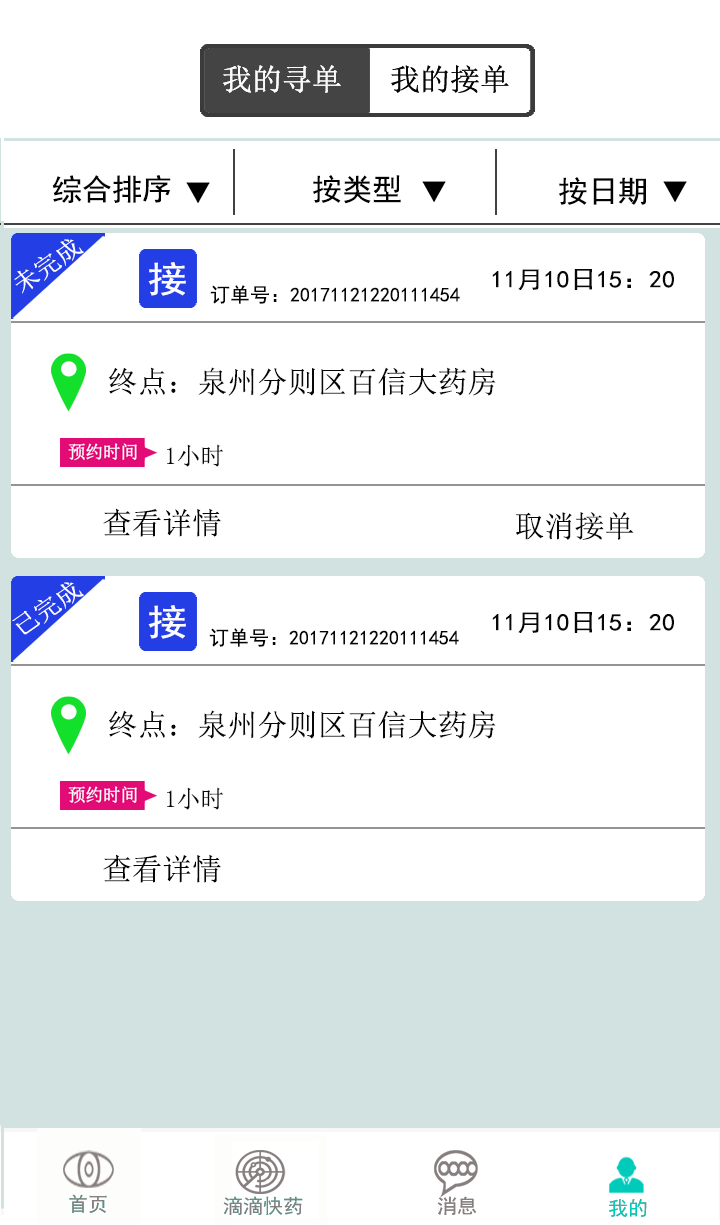 我的寻单 我的接单
综合排序 ▼ 按类型 ▼ 按日期 ▼
未完成 接 订单号：20171121220111454 11月10日15：20
终点：泉州分则区百信大药房
预约时间 1小时
查看详情 取消接单
已完成 接 订单号：20171121220111454 11月10日15：20
终点：泉州分则区百信大药房
预约时间 1小时
查看详情
首页 滴滴快药 消息 我的